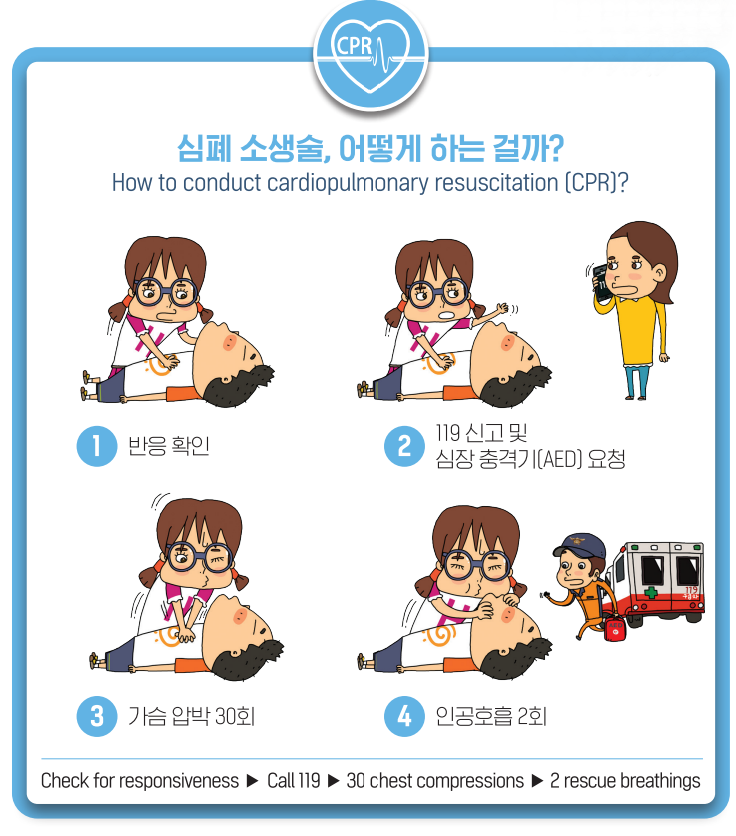 CPR
심폐 소생술, 어떻게 하는 걸까?
How to conduct cardiopulmonary resuscitation (CPR)?
1 반응 확인
2 119 신고 및
심장 충격기(AED) 요청
119
AED
3 가슴 압박 30회
4 인공호흡 2회
Check for responsiveness ▶ Call 119 ▶ 30 chest compressions ▶ 2 rescue breathings